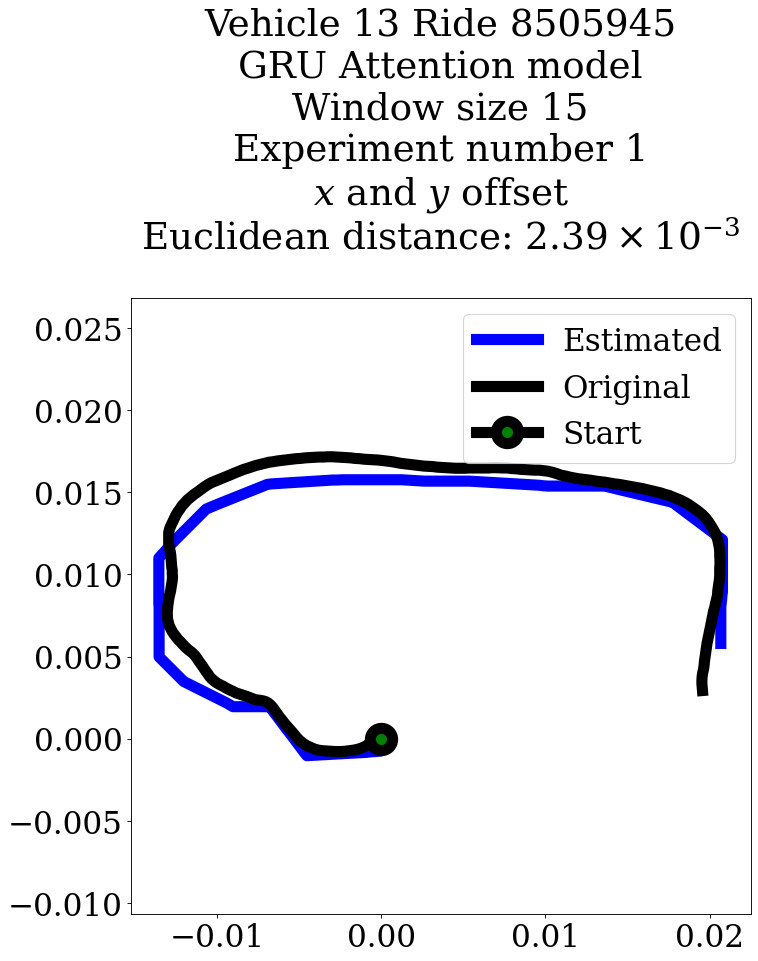 Vehicle 13 Ride 8505945
GRU Attention model
Window size 15
Experiment number 1
x and y offset
Euclidean distance: 2.39 × 10⁻³
Estimated
Original
Start
0.025
0.020
0.015
0.010
0.005
0.000
−0.005
−0.010
−0.01 0.00 0.01 0.02